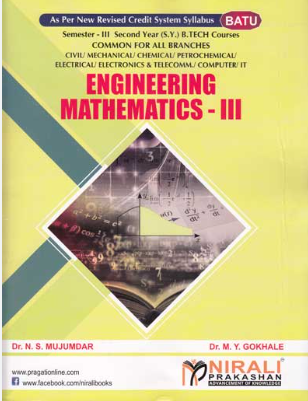 As Per New Revised Credit System Syllabus BATU
Semester - III Second Year (S.Y.) B.TECH Courses
COMMON FOR ALL BRANCHES
CIVIL/ MECHANICAL/ CHEMICAL/ PETROCHEMICAL/
ELECTRICAL/ ELECTRONICS & TELECOMM./ COMPUTER/ IT
ENGINEERING
MATHEMATICS - III
Dr. N. S. MUJUMDAR Dr. M. Y. GOKHALE
www.pragationline.com
www.facebook.com/niralibooks
NIRALI
PRAKASHAN
ADVANCEMENT OF KNOWLEDGE